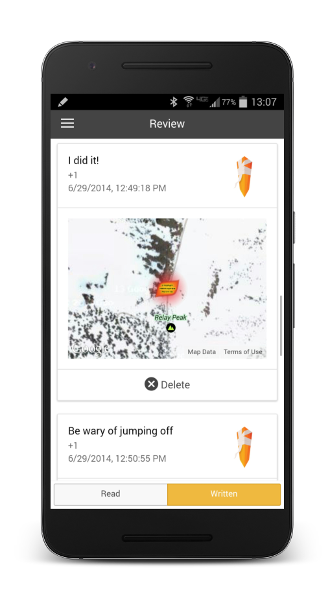 77% 13:07
Review
I did it!
+1
6/29/2014, 12:49:18 PM
Relay Peak
Map Data Terms of Use
Delete
Be wary of jumping off
+1
6/29/2014, 12:50:55 PM
Read Written